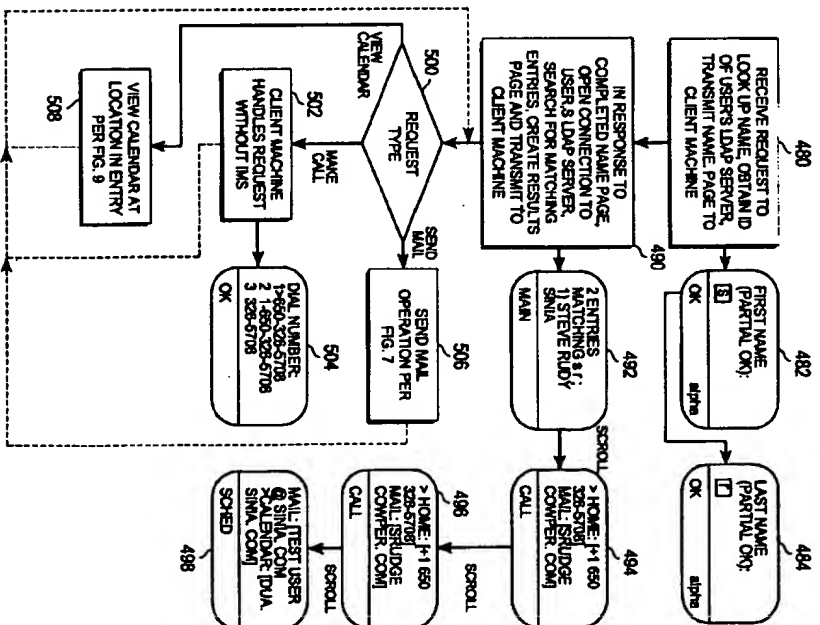 RECEIVE REQUEST TO
LOOK UP NAME, OBTAIN ID
OF USER'S LDAP SERVER,
TRANSMIT NAME, PAGE TO
CLIENT MACHINE
480
FIRST NAME
(PARTIAL OK):
S
OK alpha
482
LAST NAME
(PARTIAL OK):
r
OK alpha
484
IN RESPONSE TO
COMPLETED NAME PAGE,
OPEN CONNECTION TO
USER,S LDAP SERVER,
SEARCH FOR MATCHING
ENTRIES, CREATE RESULTS
PAGE AND TRANSMIT TO
CLIENT MACHINE
490
2 ENTRIES
MATCHING s r ;
1) STEVE RUDY
SINIA
MAIN
492
SCROLL
> HOME: [+1 650
326-5708]
MAIL: [SRUDGE
COWPER. COM]
CALL
494
SCROLL
> HOME: [+1 650
326-5708]
MAIL: [SRUDGE
COWPER. COM]
CALL
496
SCROLL
MAIL: [TEST USER
@ SINIA. COM
>CALENDAR: [DUA.
SINIA. COM]
SCHED
498
500
REQUEST
TYPE
VIEW
CALENDAR
MAKE
CALL
SEND
MAIL
502
CLIENT MACHINE
HANDLES REQUEST
WITHOUT IMS
504
DIAL NUMBER:
1>650-326-5708
2 1-650-326-5708
3 326-5708
OK
506
SEND MAIL
OPERATION PER
FIG. 7
508
VIEW CALENDAR AT
LOCATION IN ENTRY
PER FIG. 9